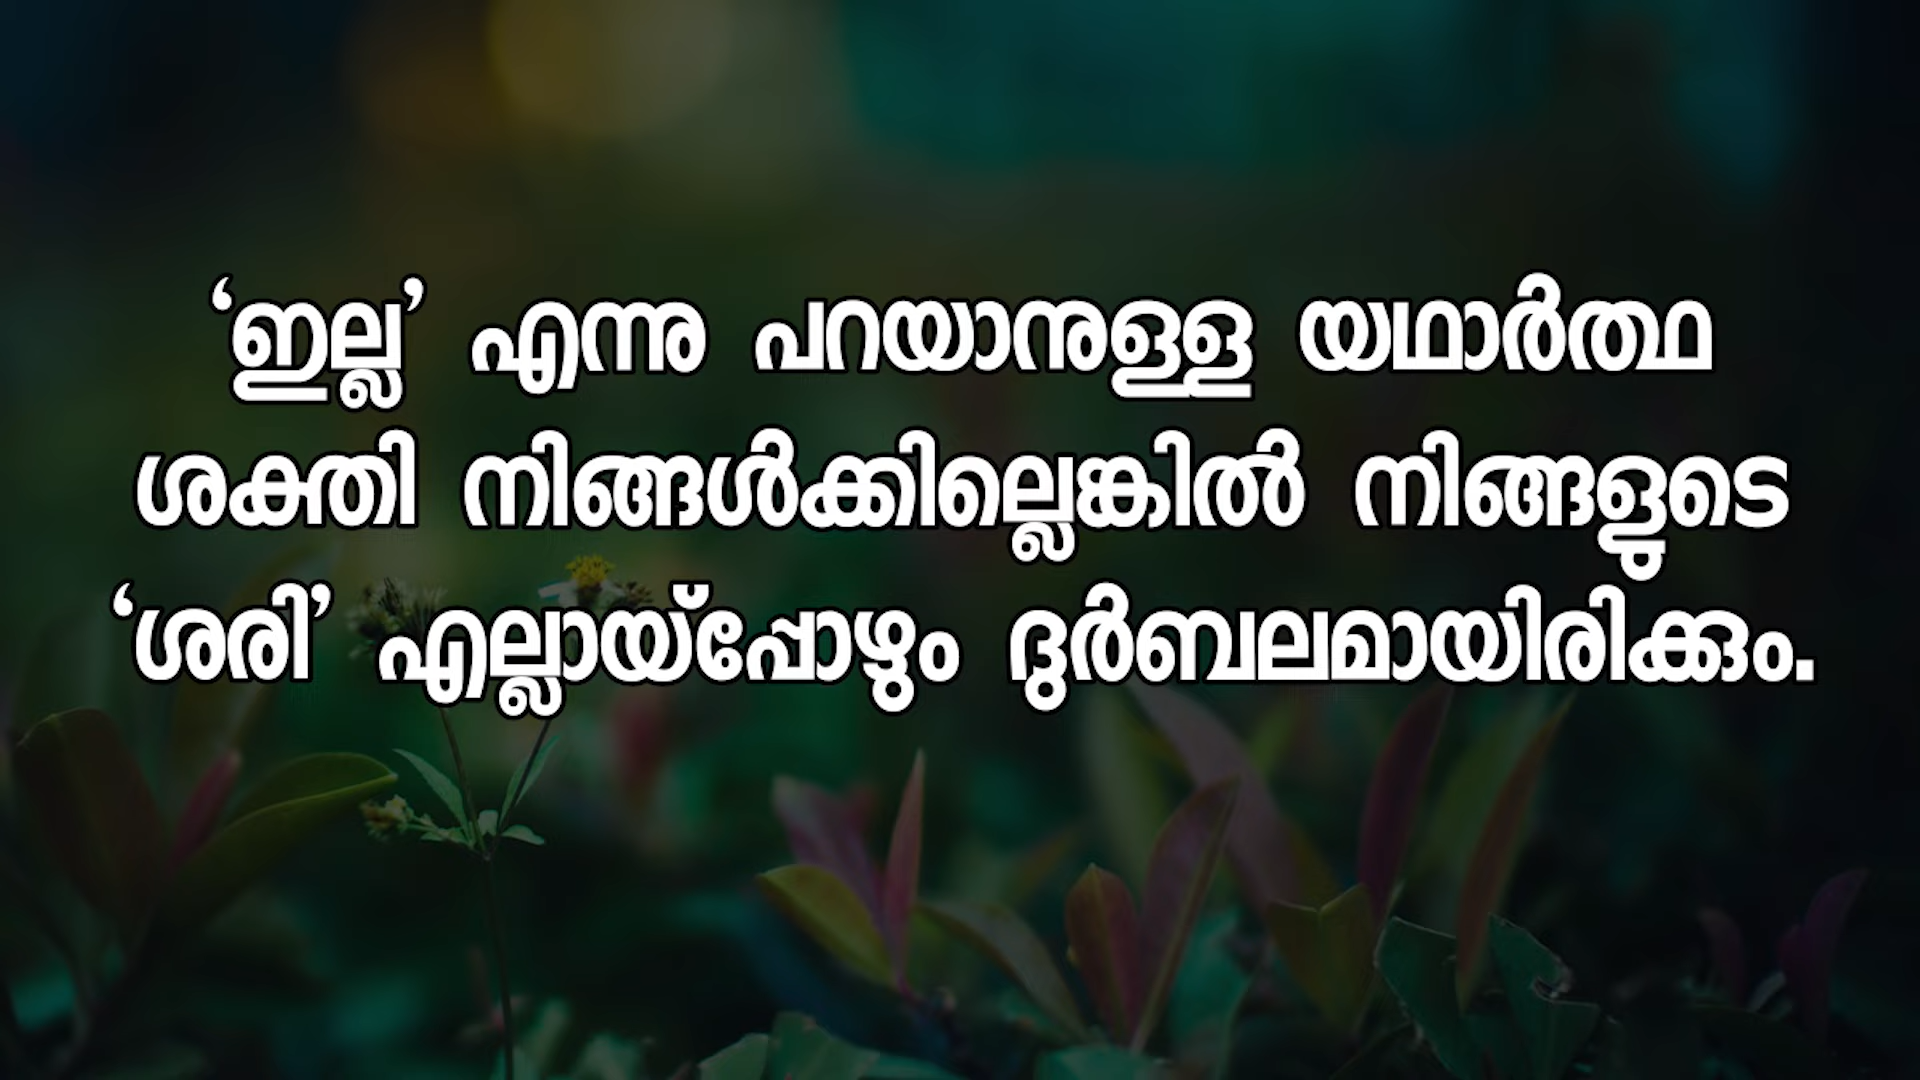 ‘ഇല്ല’ എന്നു പറയാനുള്ള യഥാർത്ഥ
ശക്തി നിങ്ങൾക്കില്ലെങ്കിൽ നിങ്ങളുടെ
‘ശരി’ എല്ലായ്പ്പോഴും ദുർബലമായിരിക്കും.